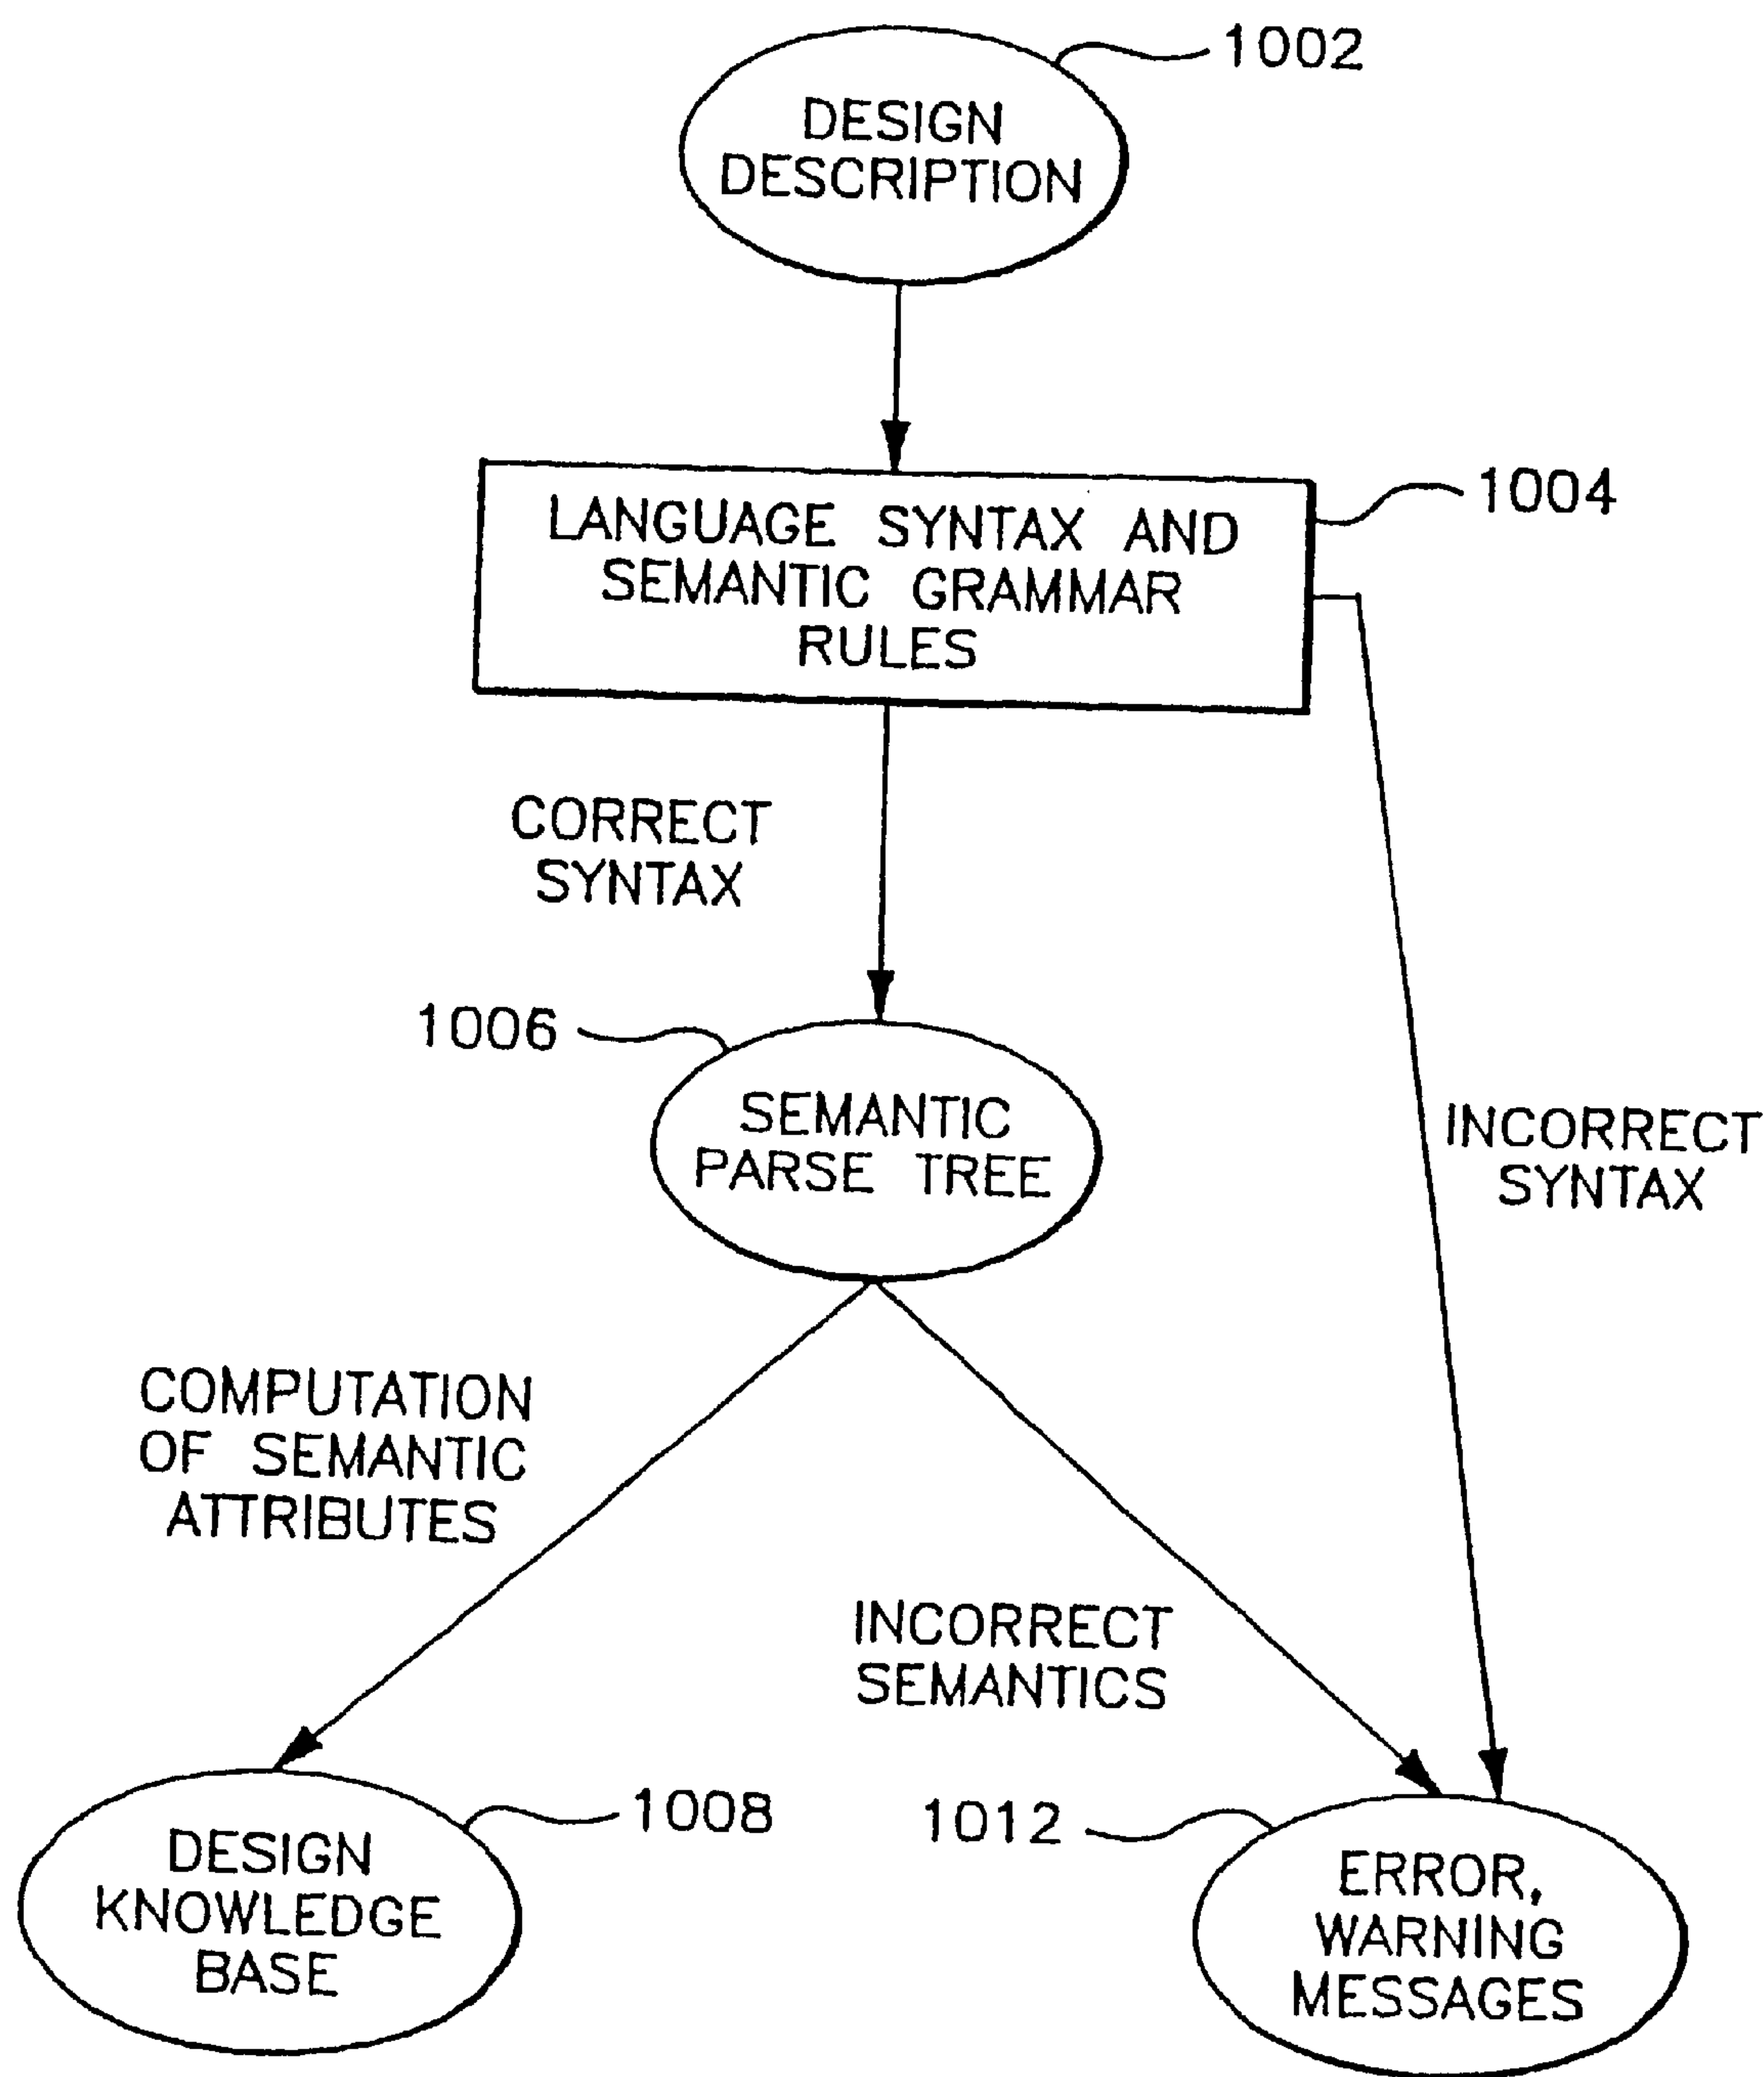 1002
DESIGN
DESCRIPTION
1004
LANGUAGE SYNTAX AND
SEMANTIC GRAMMAR
RULES
CORRECT
SYNTAX
1006
SEMANTIC
PARSE TREE
INCORRECT
SYNTAX
COMPUTATION
OF SEMANTIC
ATTRIBUTES
INCORRECT
SEMANTICS
1008
DESIGN
KNOWLEDGE
BASE
1012
ERROR,
WARNING
MESSAGES